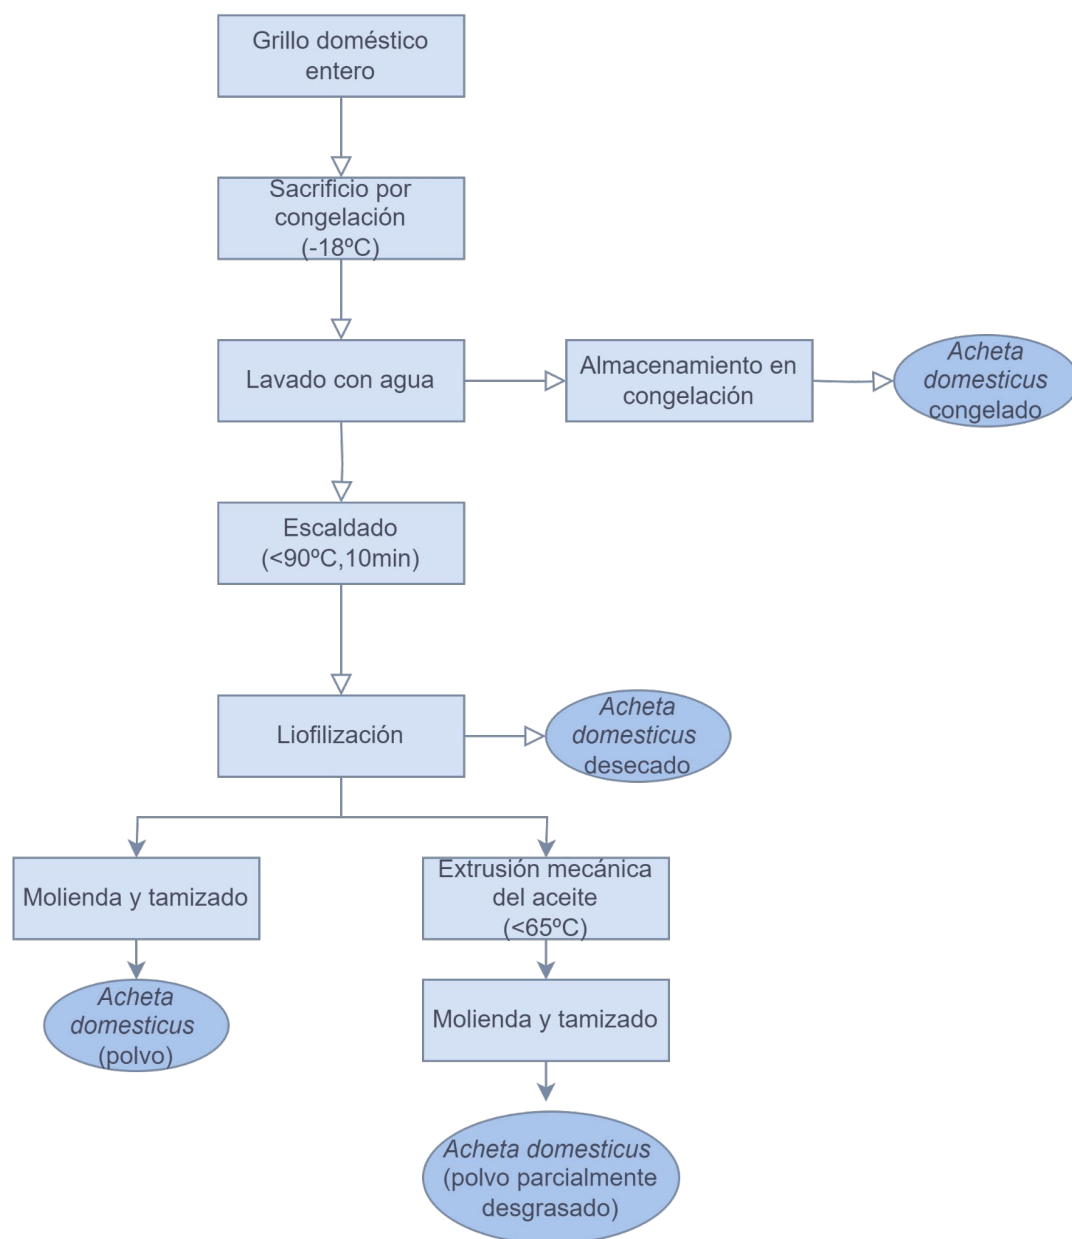 Grillo doméstico
entero
Sacrificio por
congelación
(-18ºC)
Lavado con agua
Almacenamiento en
congelación
Acheta
domesticus
congelado
Escaldado
(<90ºC,10min)
Liofilización
Acheta
domesticus
desecado
Molienda y tamizado
Extrusión mecánica
del aceite
(<65ºC)
Acheta
domesticus
(polvo)
Molienda y tamizado
Acheta domesticus
(polvo parcialmente
desgrasado)